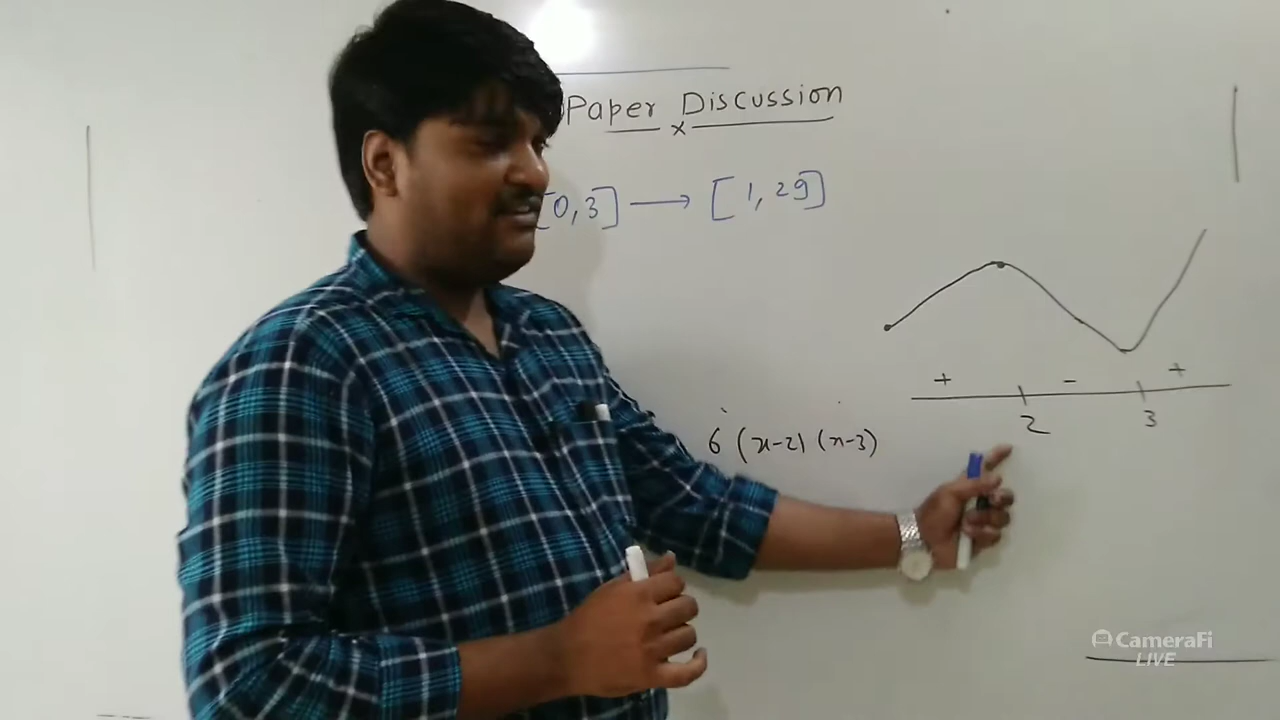 Paper Discussion
x
[0,3] → [1, 29]
+ - +
2 3
6 (x-2) (x-3)
CameraFi
LIVE